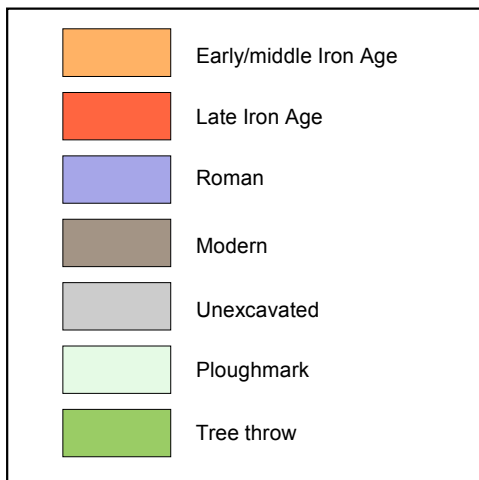 Early/middle Iron Age
Late Iron Age
Roman
Modern
Unexcavated
Ploughmark
Tree throw